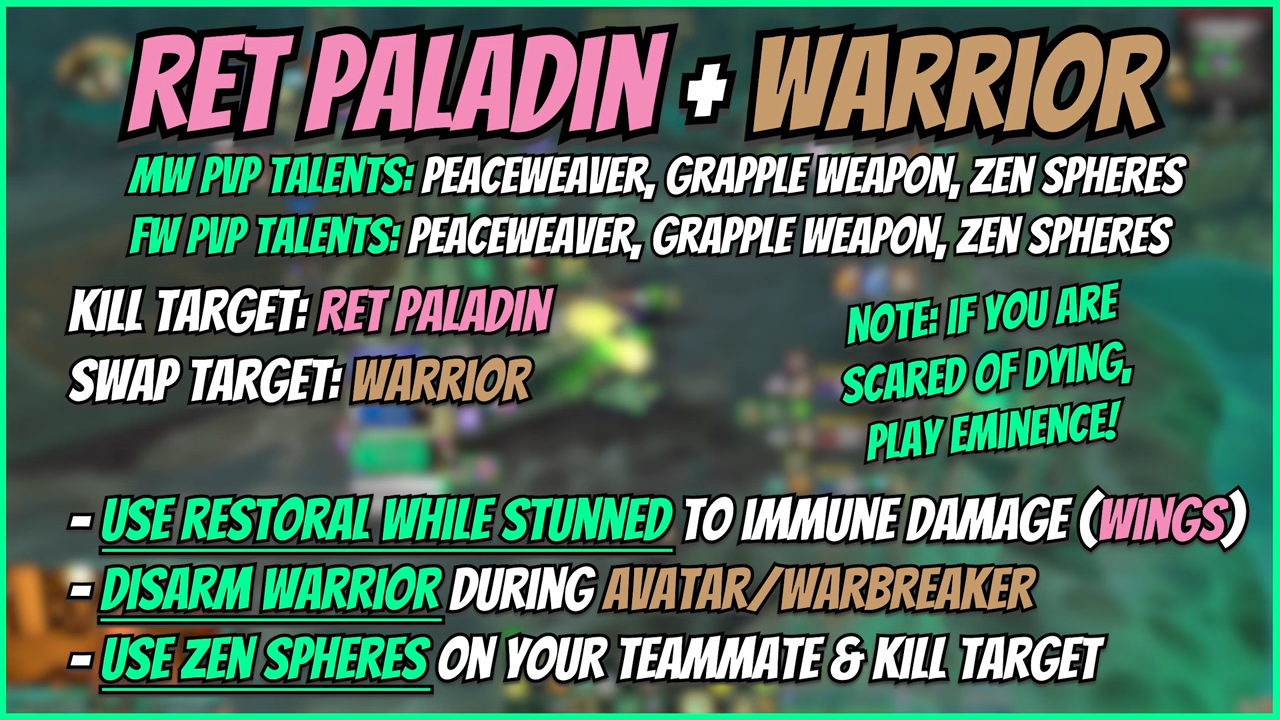 RET PALADIN + WARRIOR
MW PVP TALENTS: PEACEWEAVER, GRAPPLE WEAPON, ZEN SPHERES
FW PVP TALENTS: PEACEWEAVER, GRAPPLE WEAPON, ZEN SPHERES
KILL TARGET: RET PALADIN
SWAP TARGET: WARRIOR
NOTE: IF YOU ARE
SCARED OF DYING,
PLAY EMINENCE!
- USE RESTORAL WHILE STUNNED TO IMMUNE DAMAGE (WINGS)
- DISARM WARRIOR DURING AVATAR/WARBREAKER
- USE ZEN SPHERES ON YOUR TEAMMATE & KILL TARGET